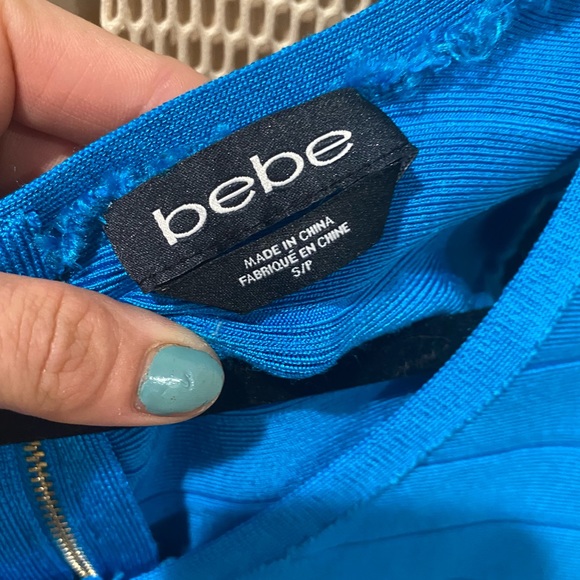 bebe
MADE IN CHINA
FABRIQUÉ EN CHINE
S/P